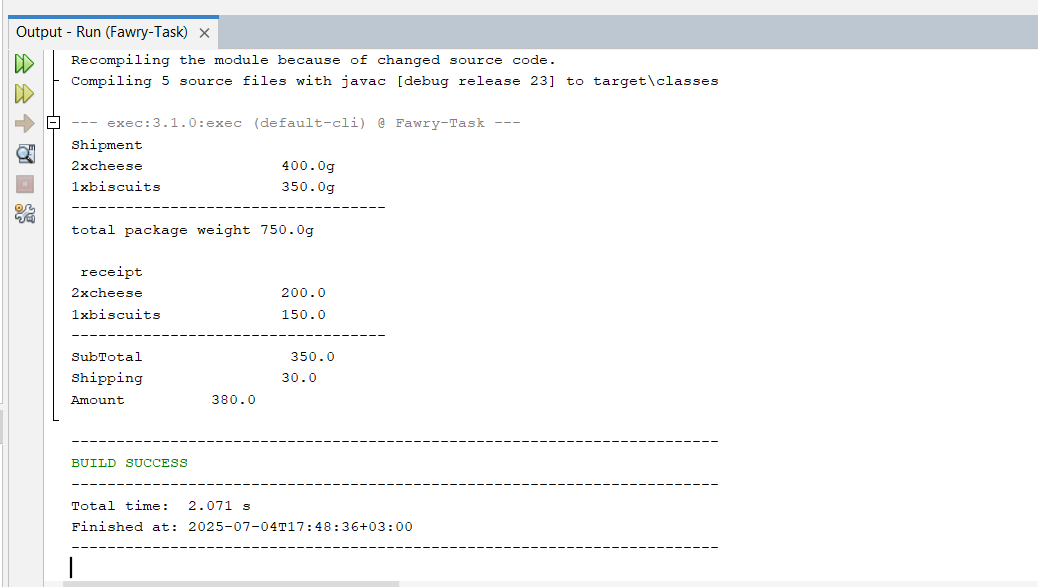 Output - Run (Fawry-Task)
Recompiling the module because of changed source code.
Compiling 5 source files with javac [debug release 23] to target\classes
--- exec:3.1.0:exec (default-cli) @ Fawry-Task ---
Shipment
2xcheese 400.0g
1xbiscuits 350.0g
-----------------------------------
total package weight 750.0g
receipt
2xcheese 200.0
1xbiscuits 150.0
-----------------------------------
SubTotal 350.0
Shipping 30.0
Amount 380.0
------------------------------------------------------------------------
BUILD SUCCESS
------------------------------------------------------------------------
Total time: 2.071 s
Finished at: 2025-07-04T17:48:36+03:00
------------------------------------------------------------------------